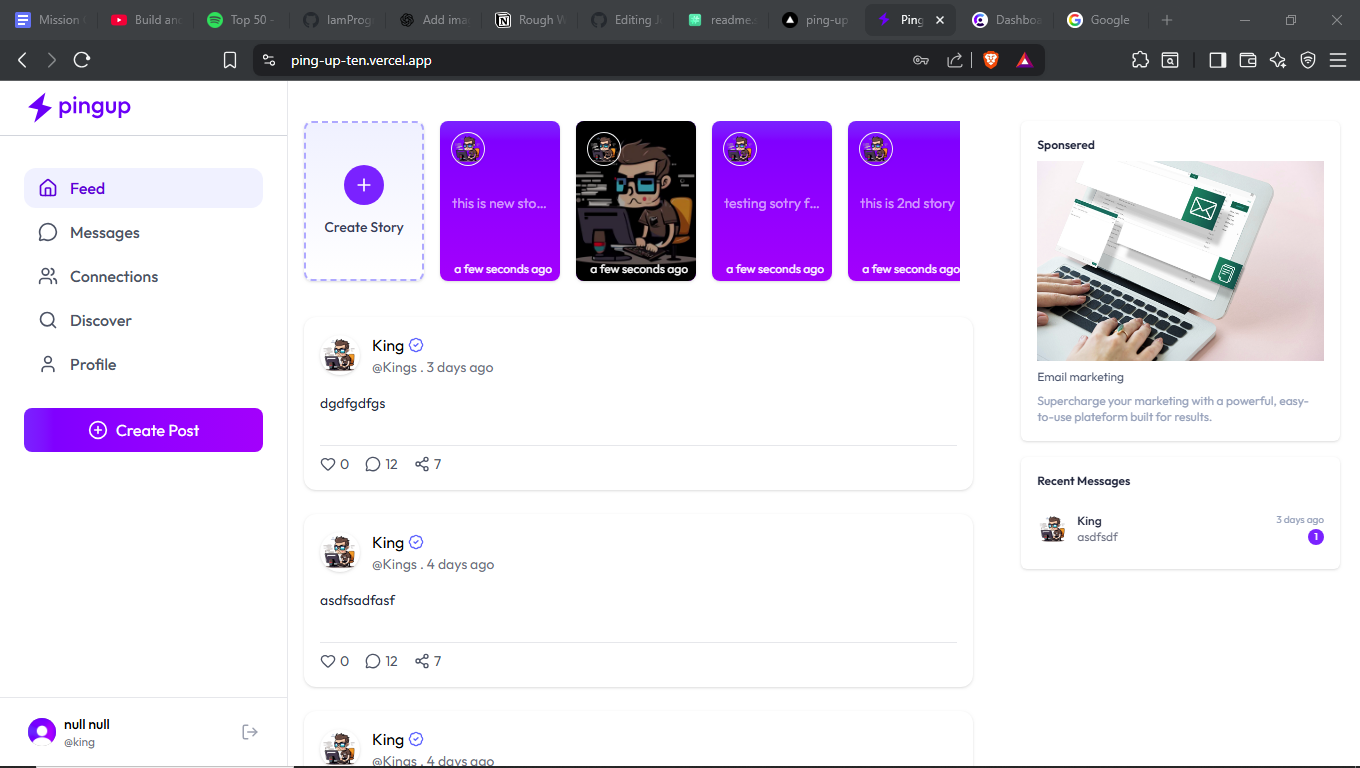 Mission
Build and
Top 50 -
IamProg
Add ima
Rough W
Editing J
readme.
ping-up
Ping
Dashbo
Google
ping-up-ten.vercel.app
pingup
Feed
Messages
Connections
Discover
Profile
Create Post
null null
@king
Create Story
this is new sto...
a few seconds ago
a few seconds ago
testing sotry f...
a few seconds ago
this is 2nd story
a few seconds ago
King
@Kings . 3 days ago
dgdfgdfgs
0 12 7
King
@Kings . 4 days ago
asdfsadfasf
0 12 7
King
@Kings . 4 days ago
Sponsered
Email marketing
Supercharge your marketing with a powerful, easy-
to-use plateform built for results.
Recent Messages
King 3 days ago
asdfsdf 1